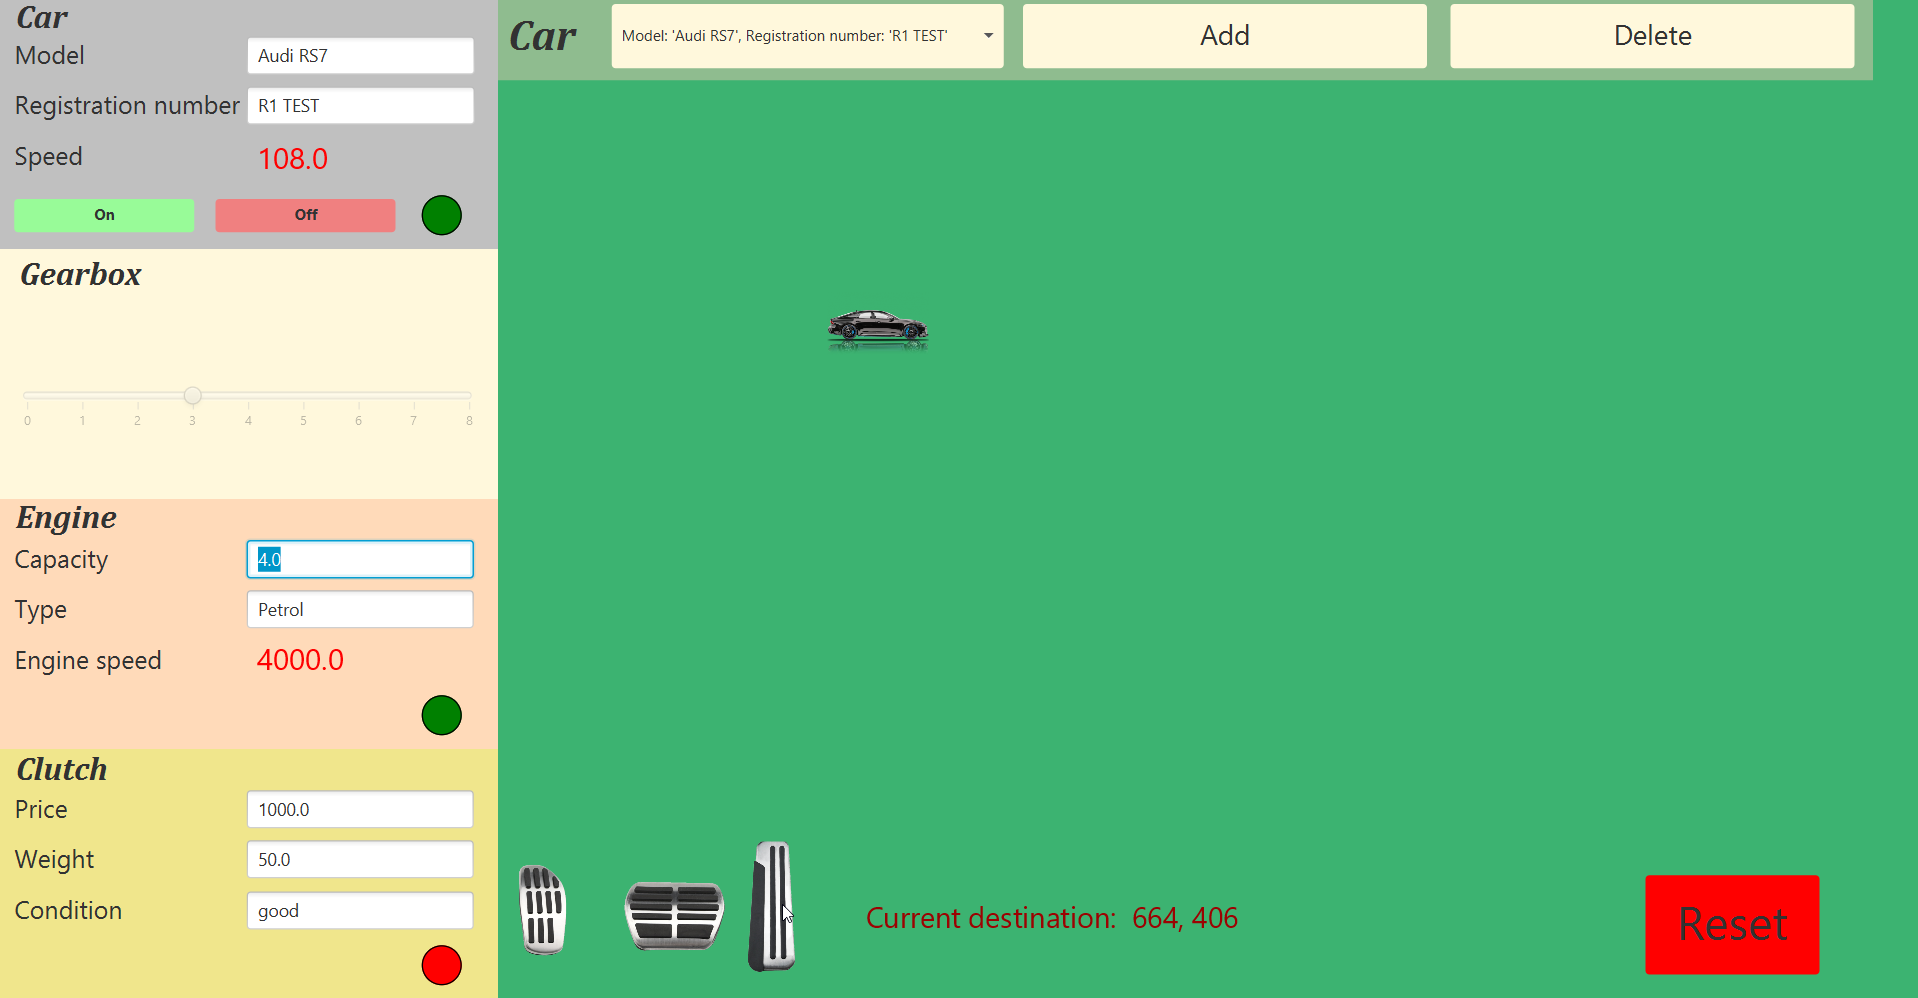 Car
Model Audi RS7
Registration number R1 TEST
Speed 108.0
On Off
Gearbox
0 1 2 3 4 5 6 7 8
Engine
Capacity 4.0
Type Petrol
Engine speed 4000.0
Clutch
Price 1000.0
Weight 50.0
Condition good
Car Model: 'Audi RS7', Registration number: 'R1 TEST' Add Delete
Current destination: 664, 406
Reset